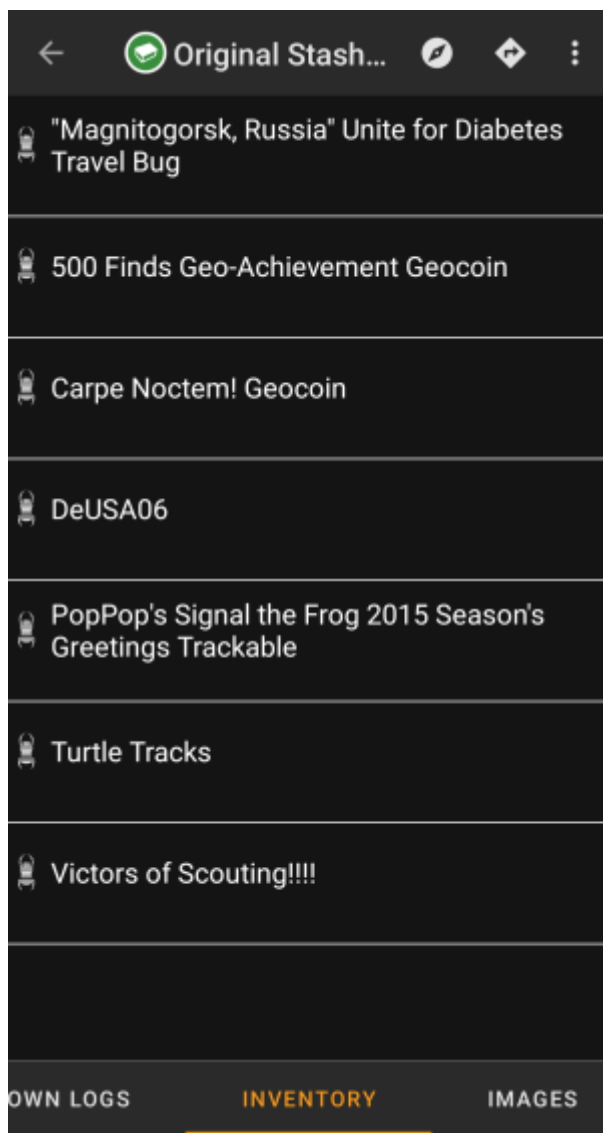 Original Stash...
"Magnitogorsk, Russia" Unite for Diabetes
Travel Bug
500 Finds Geo-Achievement Geocoin
Carpe Noctem! Geocoin
DeUSA06
PopPop's Signal the Frog 2015 Season's
Greetings Trackable
Turtle Tracks
Victors of Scouting!!!!
OWN LOGS INVENTORY IMAGES